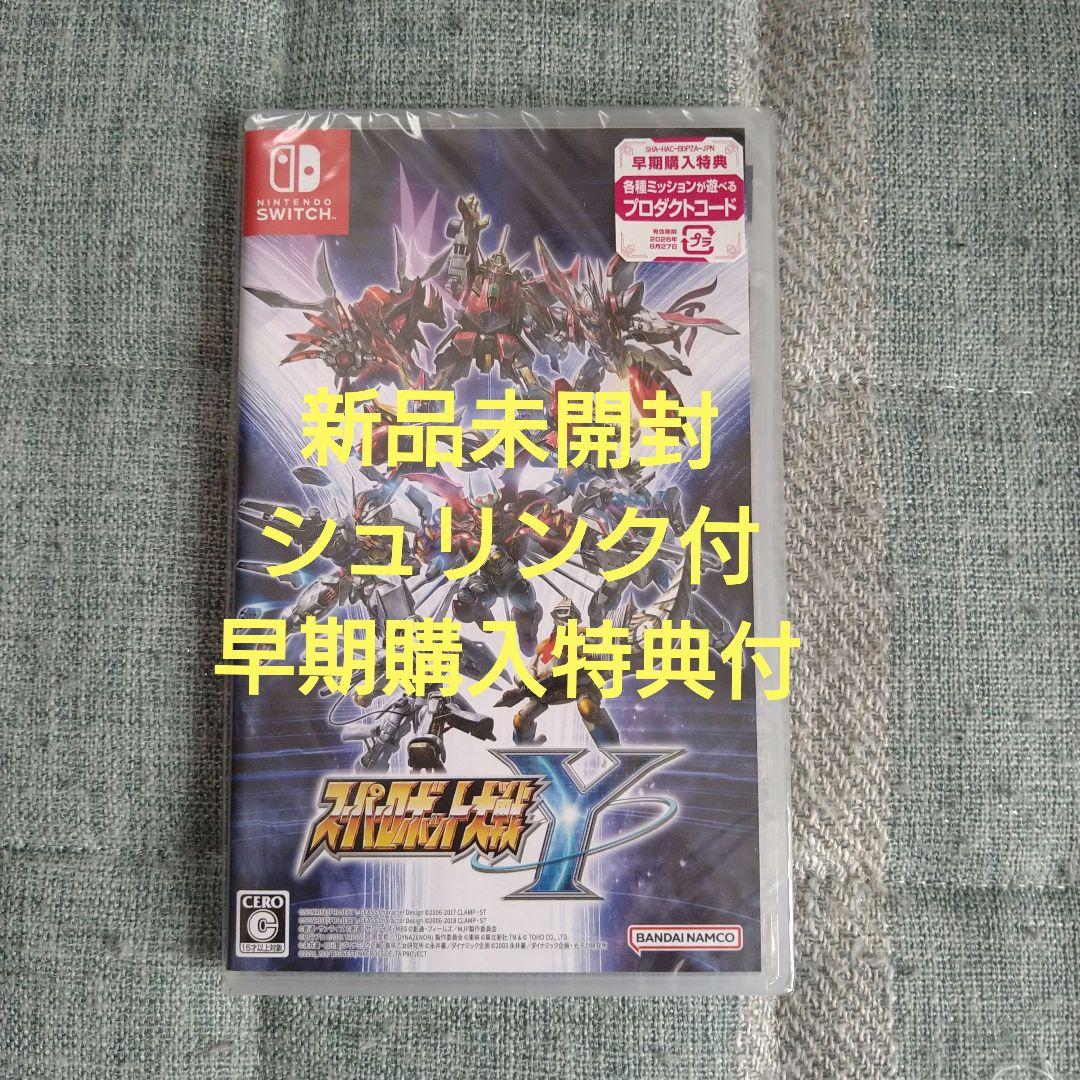 NINTENDO
SWITCH™
SHA-HAC-BDPZA-JPN
早期購入特典
各種ミッションが遊べる
プロダクトコード
有効期限
2026年
8月27日
プラ
新品未開封
シュリンク付
早期購入特典付
スーパーロボット大戦Y
CERO
C
15才以上対象
BANDAI NAMCO